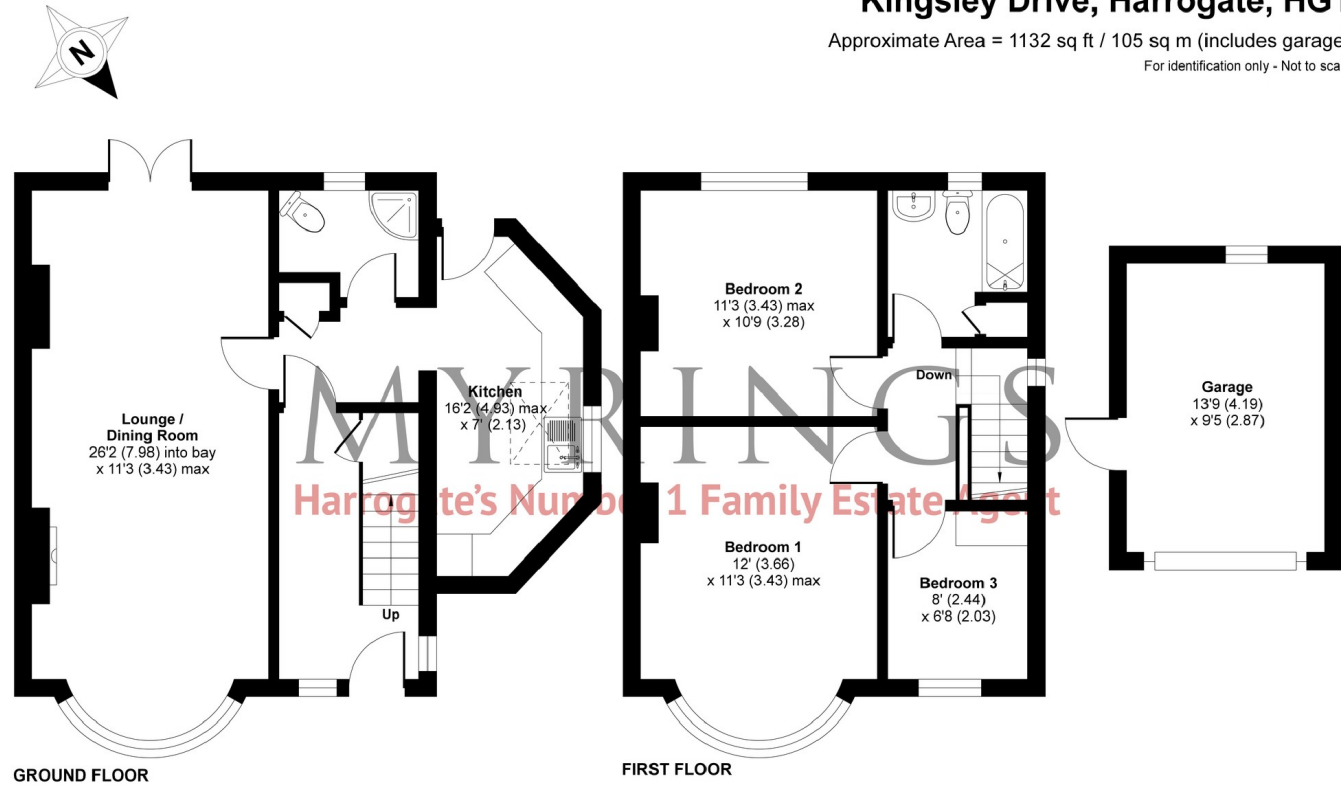 Kingsley Drive, Harrogate, HG1
Approximate Area = 1132 sq ft / 105 sq m (includes garage
For identification only - Not to sca
N
Lounge /
Dining Room
26'2 (7.98) into bay
x 11'3 (3.43) max
Kitchen
16'2 (4.93) max
x 7' (2.13)
Up
Bedroom 2
11'3 (3.43) max
x 10'9 (3.28)
Down
Bedroom 1
12' (3.66)
x 11'3 (3.43) max
Bedroom 3
8' (2.44)
x 6'8 (2.03)
Garage
13'9 (4.19)
x 9'5 (2.87)
MYRINGS
Harrogate's Number 1 Family Estate Agent
GROUND FLOOR
FIRST FLOOR